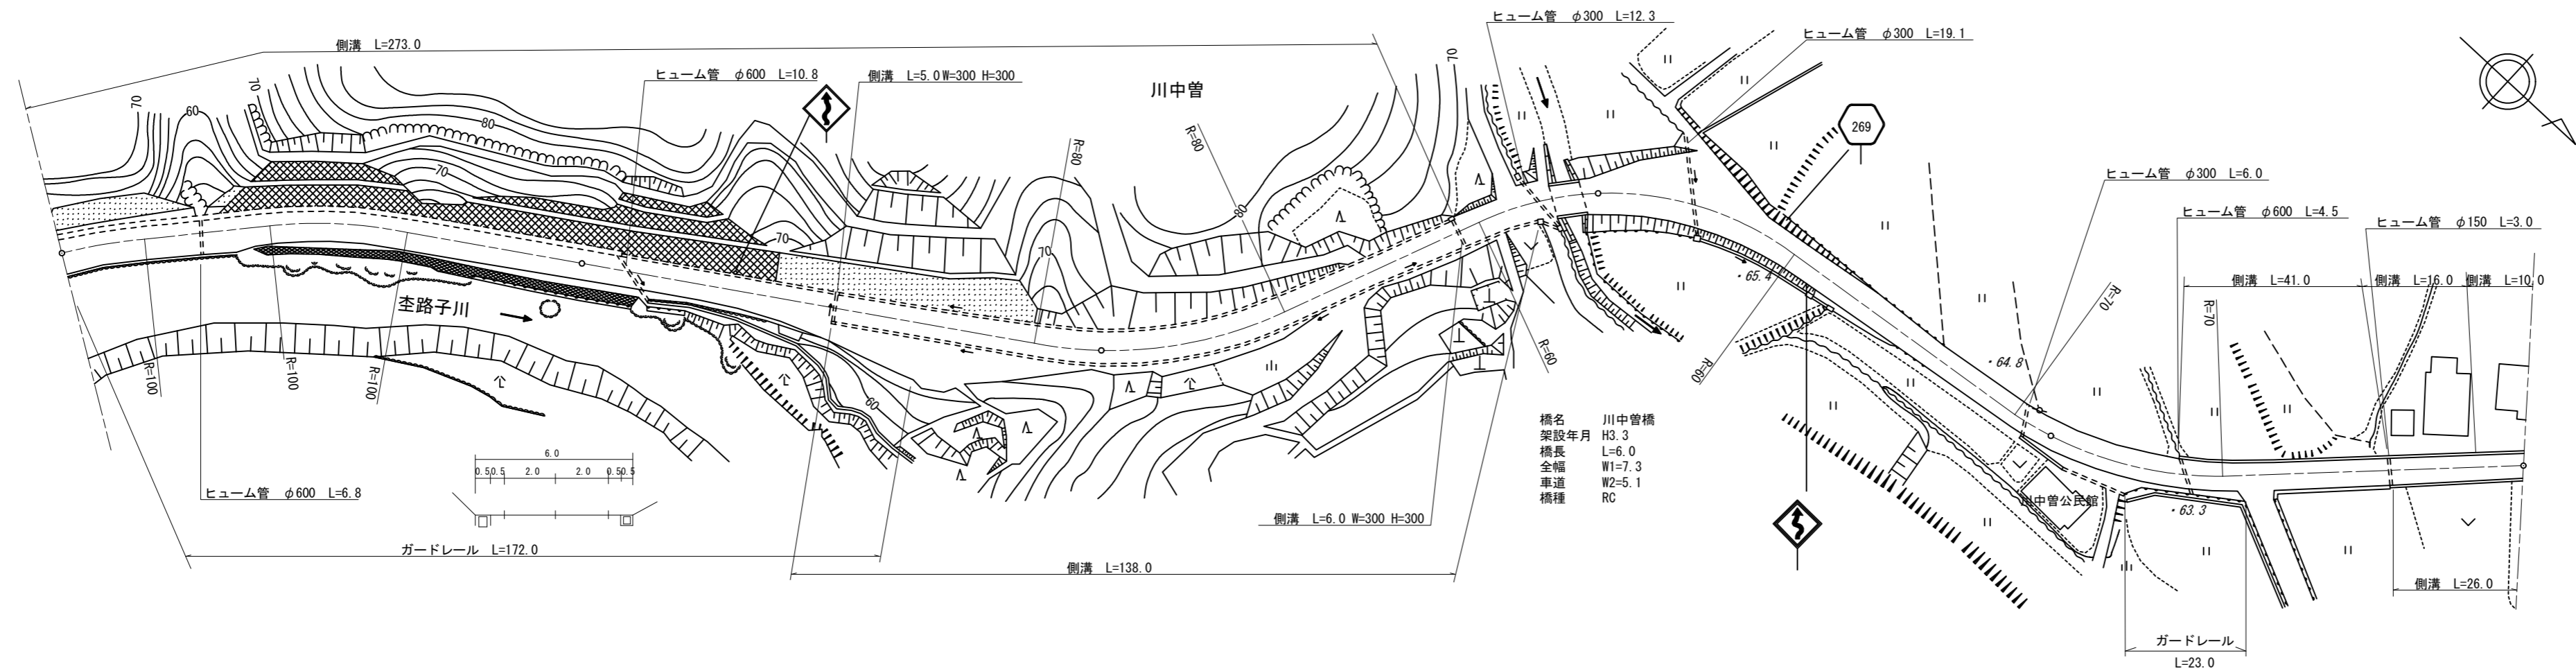 側溝 L=273.0
ヒューム管 φ600 L=10.8
側溝 L=5.0 W=300 H=300
川中曽
ヒューム管 φ300 L=12.3
ヒューム管 φ300 L=19.1
269
ヒューム管 φ300 L=6.0
ヒューム管 φ600 L=4.5
ヒューム管 φ150 L=3.0
側溝 L=41.0
側溝 L=16.0
側溝 L=10.0
70
60
70
80
70
70
70
80
70
60
R=80
R=80
R=100
R=100
R=100
R=60
R=60
R=70
R=70
・65.4
・64.8
・63.3
杢路子川
6.0
0.5
0.5
2.0
2.0
0.5
0.5
ヒューム管 φ600 L=6.8
ガードレール L=172.0
側溝 L=138.0
側溝 L=6.0 W=300 H=300
橋名 川中曽橋
架設年月 H3.3
橋長 L=6.0
全幅 W1=7.3
車道 W2=5.1
橋種 RC
川中曽公民館
側溝 L=26.0
ガードレール
L=23.0